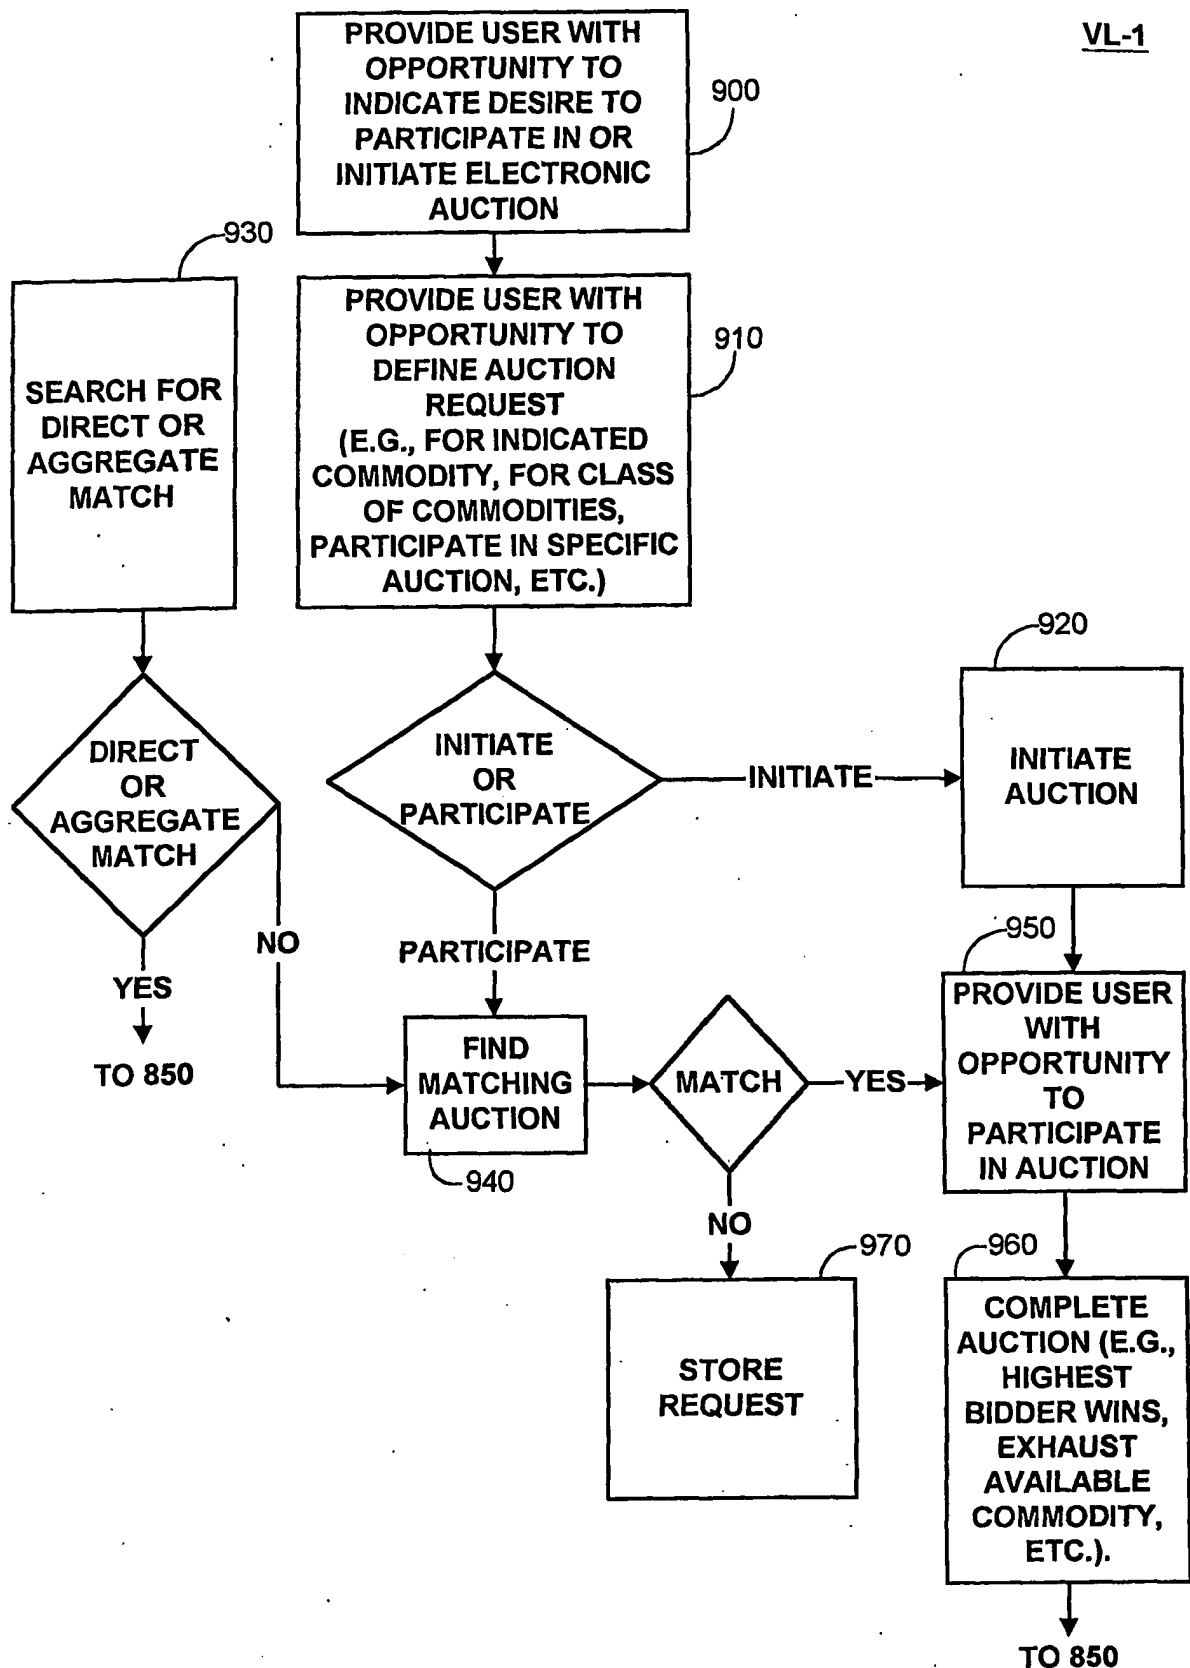 VL-1
PROVIDE USER WITH
OPPORTUNITY TO
INDICATE DESIRE TO
PARTICIPATE IN OR
INITIATE ELECTRONIC
AUCTION
900
930
PROVIDE USER WITH
OPPORTUNITY TO
DEFINE AUCTION
REQUEST
(E.G., FOR INDICATED
COMMODITY, FOR CLASS
OF COMMODITIES,
PARTICIPATE IN SPECIFIC
AUCTION, ETC.)
910
SEARCH FOR
DIRECT OR
AGGREGATE
MATCH
920
DIRECT
OR
AGGREGATE
MATCH
INITIATE
OR
PARTICIPATE
INITIATE
INITIATE
AUCTION
NO
PARTICIPATE
950
YES
TO 850
FIND
MATCHING
AUCTION
940
MATCH
YES
PROVIDE USER
WITH
OPPORTUNITY
TO
PARTICIPATE
IN AUCTION
NO
970
960
STORE
REQUEST
COMPLETE
AUCTION (E.G.,
HIGHEST
BIDDER WINS,
EXHAUST
AVAILABLE
COMMODITY,
ETC.).
TO 850